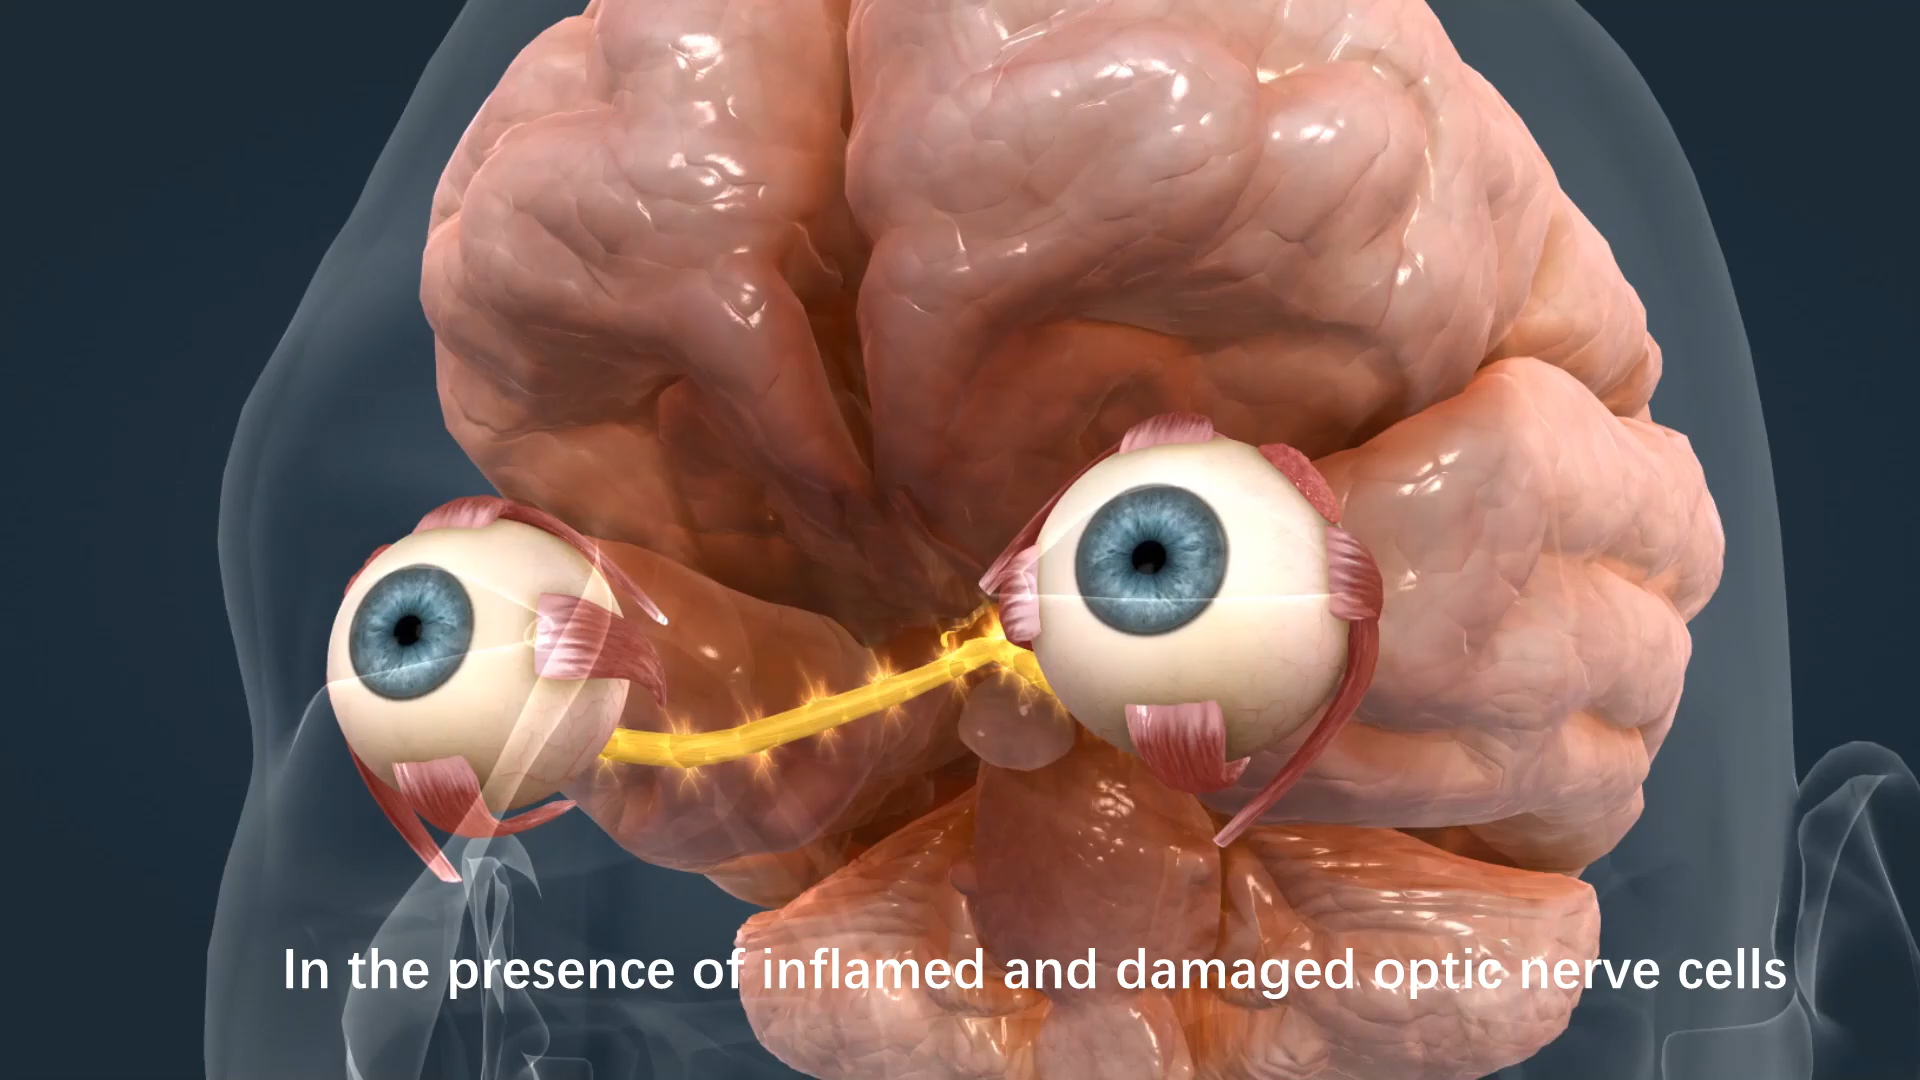 In the presence of inflamed and damaged optic nerve cells